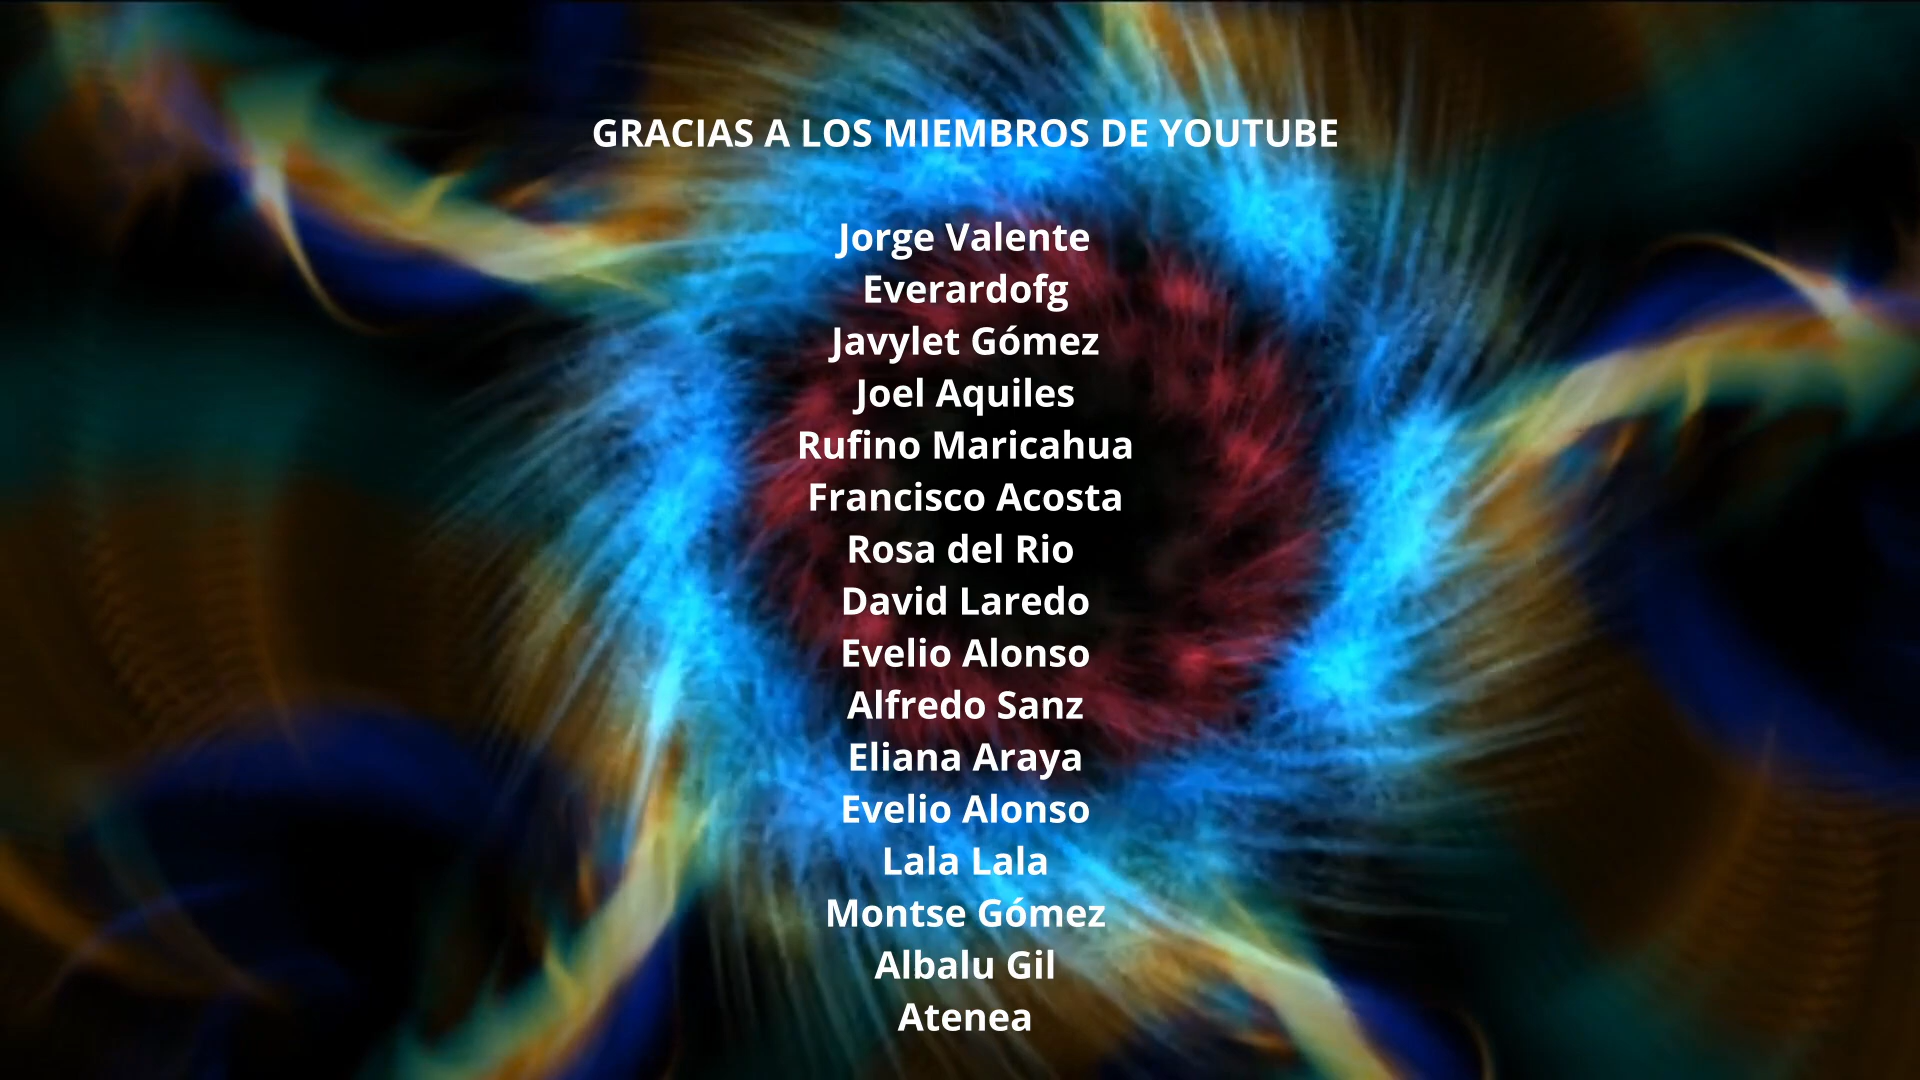 GRACIAS A LOS MIEMBROS DE YOUTUBE
Jorge Valente
Everardofg
Javylet Gómez
Joel Aquiles
Rufino Maricahua
Francisco Acosta
Rosa del Rio
David Laredo
Evelio Alonso
Alfredo Sanz
Eliana Araya
Evelio Alonso
Lala Lala
Montse Gómez
Albalu Gil
Atenea